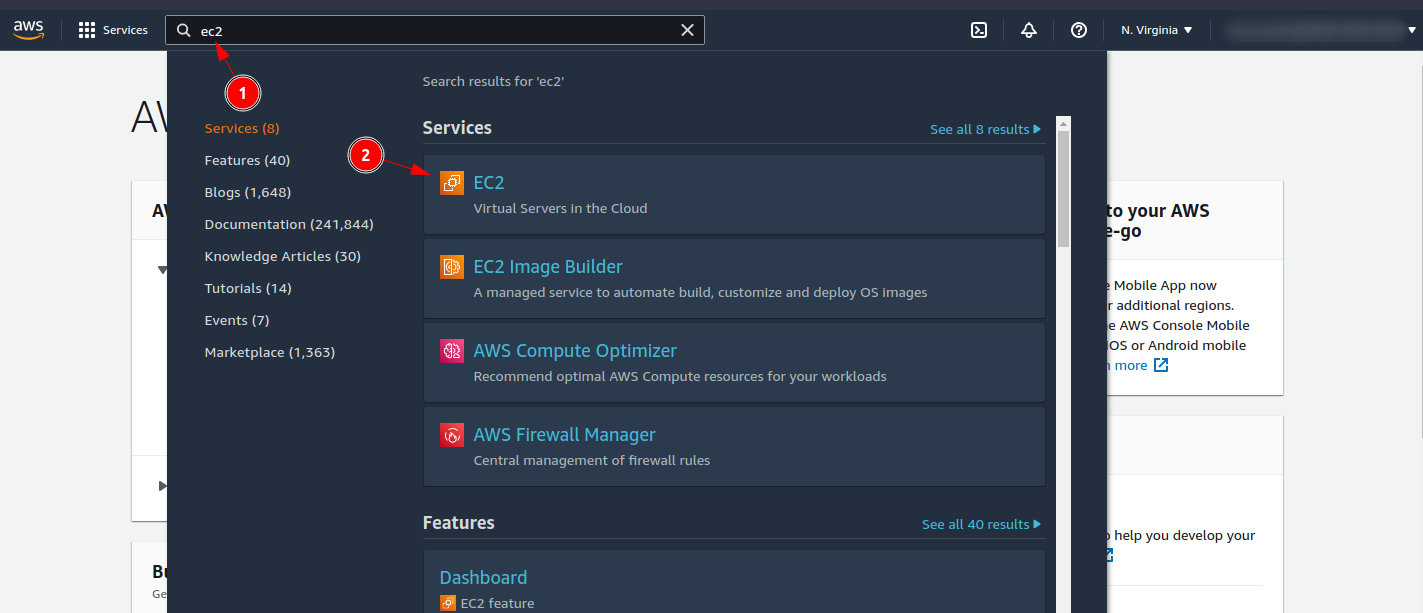 aws
Services
ec2
N. Virginia
1
2
Search results for 'ec2'
Services (8)
Features (40)
Blogs (1,648)
Documentation (241,844)
Knowledge Articles (30)
Tutorials (14)
Events (7)
Marketplace (1,363)
Services
See all 8 results
EC2
Virtual Servers in the Cloud
EC2 Image Builder
A managed service to automate build, customize and deploy OS images
AWS Compute Optimizer
Recommend optimal AWS Compute resources for your workloads
AWS Firewall Manager
Central management of firewall rules
Features
See all 40 results
Dashboard
EC2 feature
to your AWS
e-go
Mobile App now
additional regions.
AWS Console Mobile
iOS or Android mobile
more
help you develop your